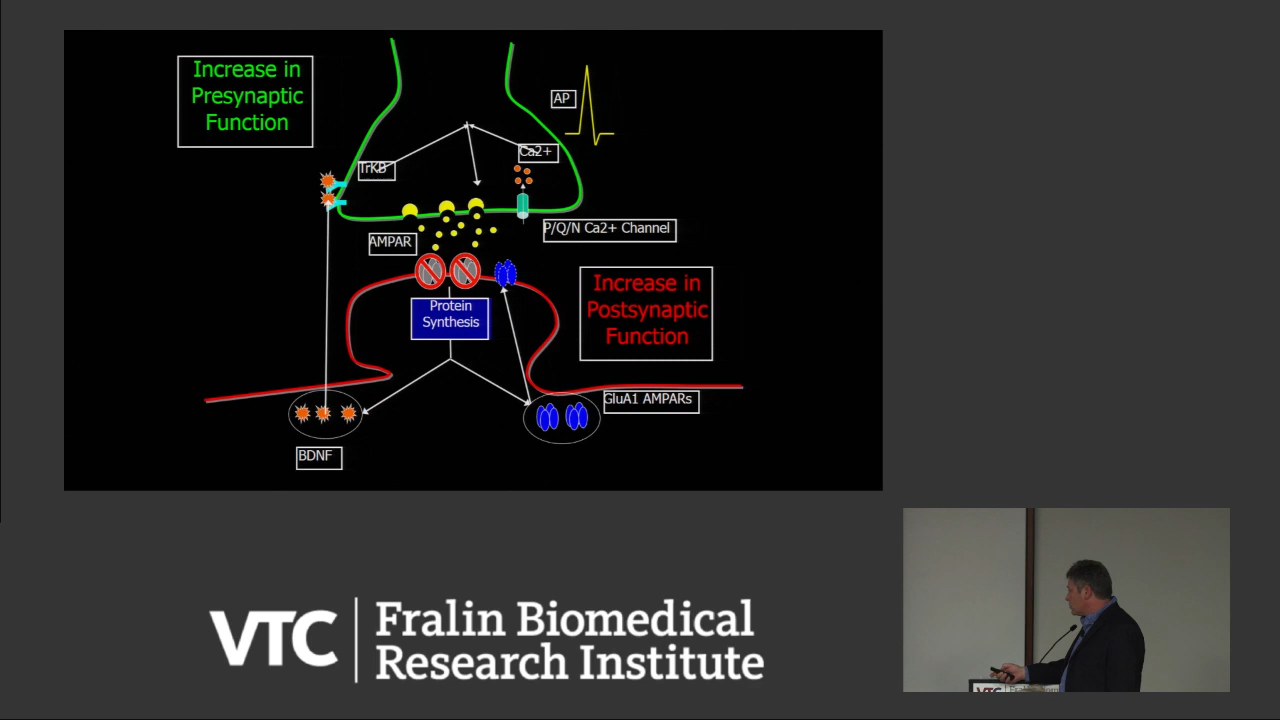 Increase in
Presynaptic
Function
AP
Ca2+
TrKB
P/Q/N Ca2+ Channel
AMPAR
Increase in
Postsynaptic
Function
Protein
Synthesis
GluA1 AMPARs
BDNF
VTC
Fralin Biomedical
Research Institute
VTC